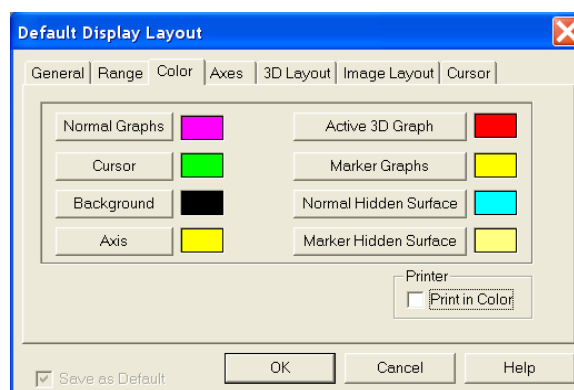 Default Display Layout
General Range Color Axes 3D Layout Image Layout Cursor
Normal Graphs Active 3D Graph
Cursor Marker Graphs
Background Normal Hidden Surface
Axis Marker Hidden Surface
Printer
Print in Color
Save as Default OK Cancel Help